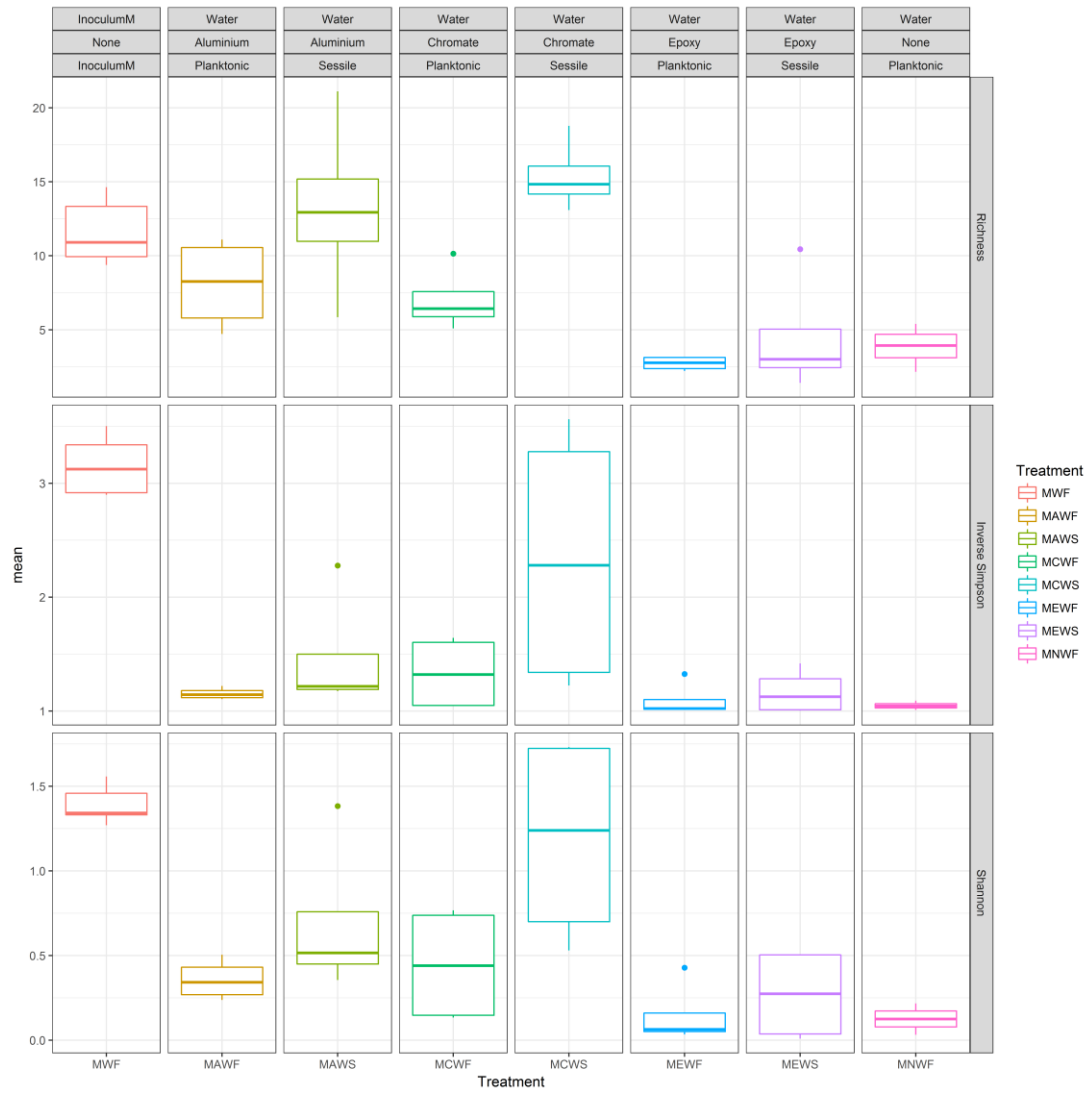 InoculumM Water Water Water Water Water Water Water
None Aluminium Aluminium Chromate Chromate Epoxy Epoxy None
InoculumM Planktonic Sessile Planktonic Sessile Planktonic Sessile Planktonic
20
15
10
5
Richness
3
2
1
Inverse Simpson
1.5
1.0
0.5
0.0
Shannon
mean
MWF MAWF MAWS MCWF MCWS MEWF MEWS MNWF
Treatment
Treatment
MWF
MAWF
MAWS
MCWF
MCWS
MEWF
MEWS
MNWF